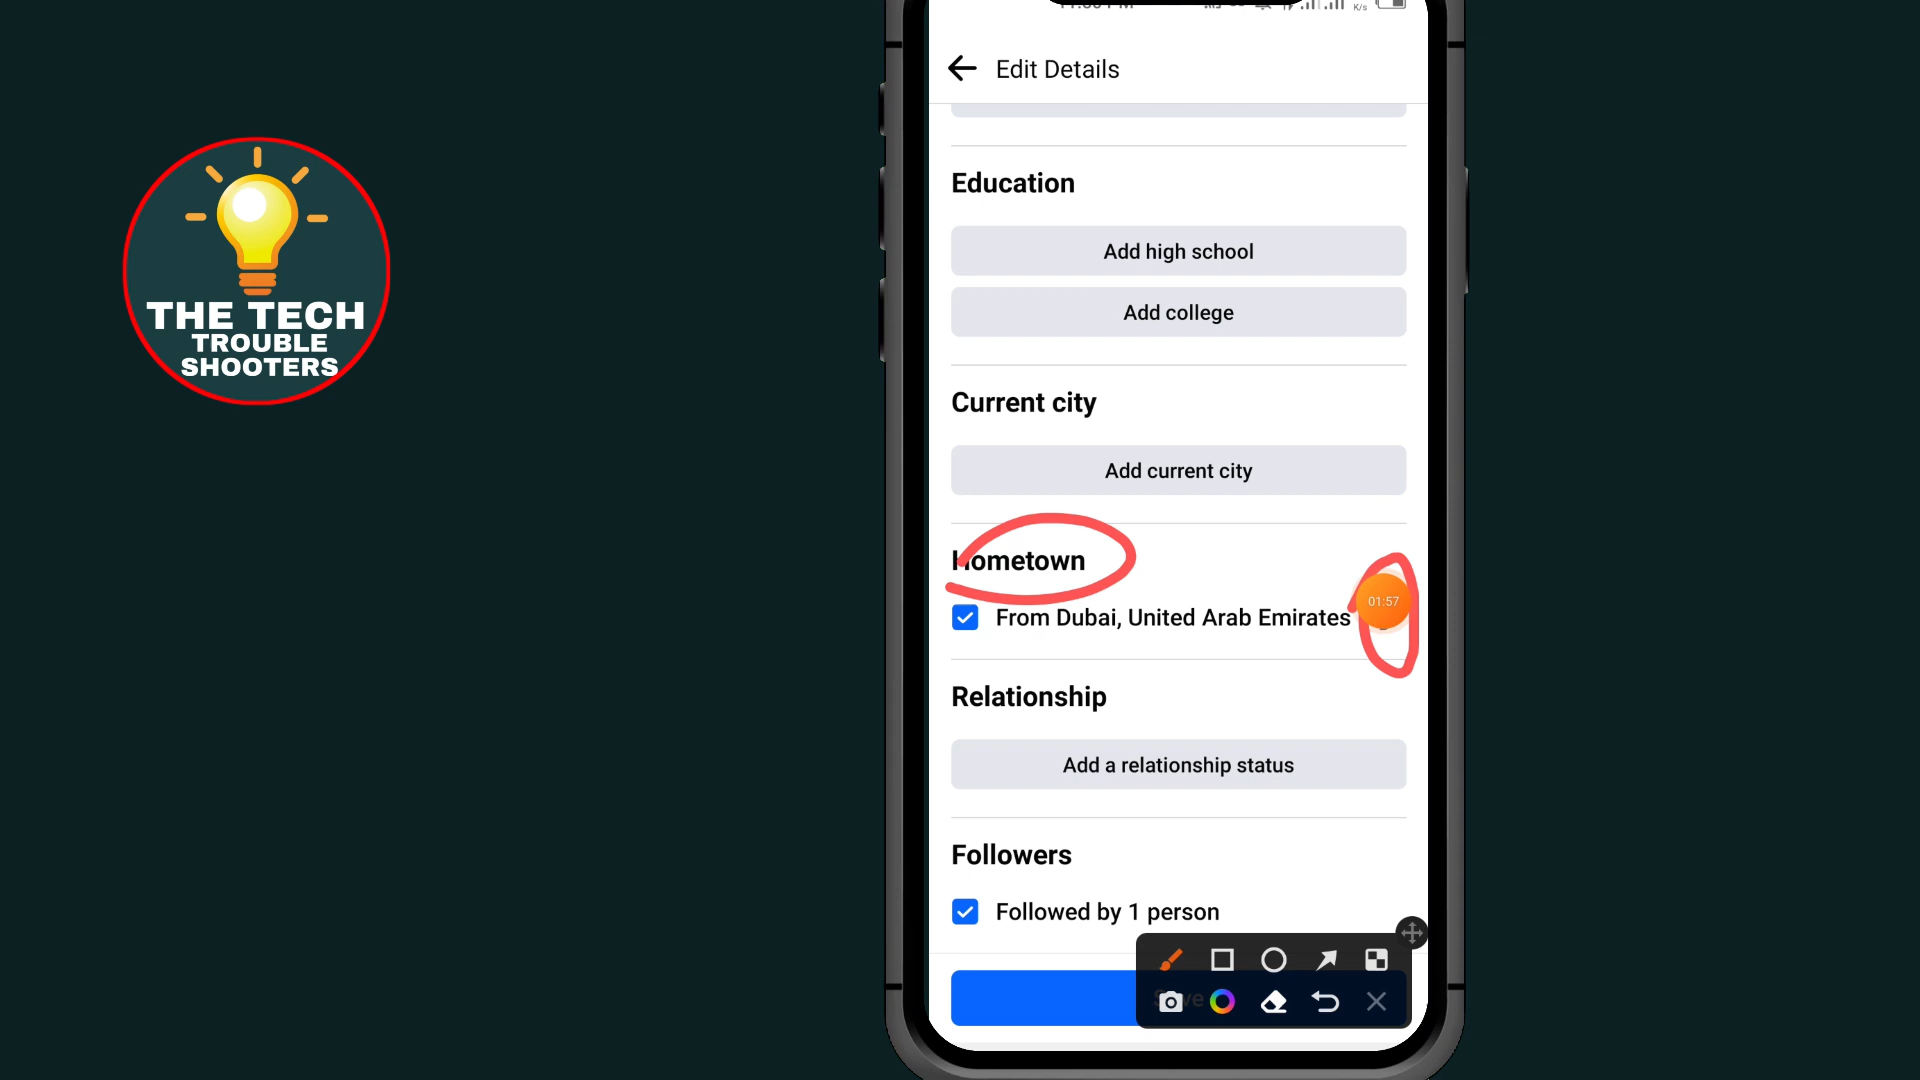 THE TECH
TROUBLE
SHOOTERS
Edit Details
Education
Add high school
Add college
Current city
Add current city
Hometown
From Dubai, United Arab Emirates
01:57
Relationship
Add a relationship status
Followers
Followed by 1 person